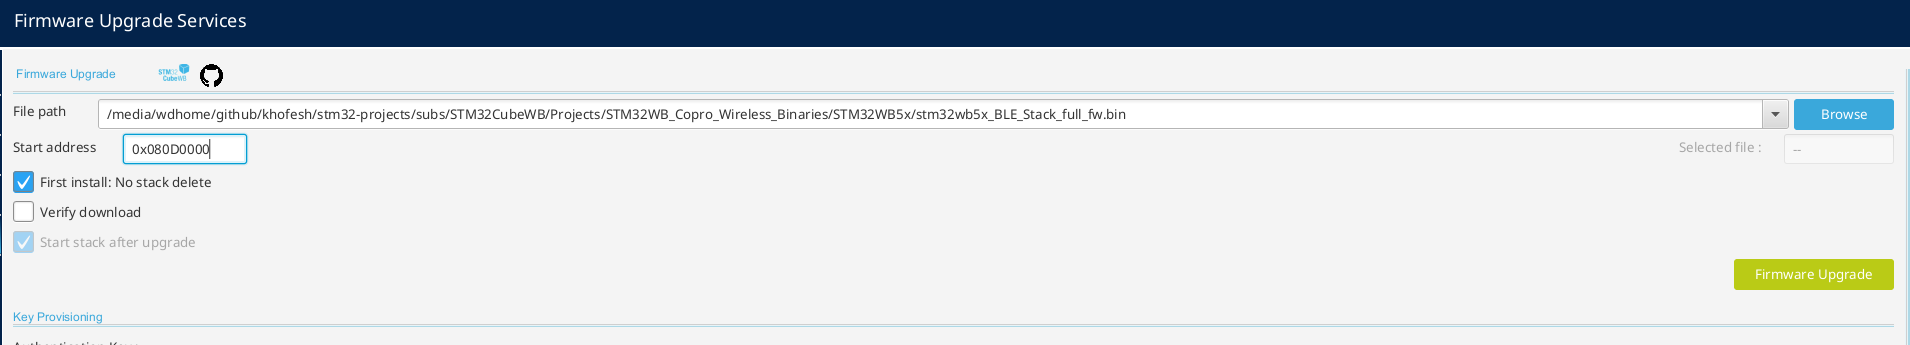 Firmware Upgrade Services
Firmware Upgrade STM32 CubeWB
File path /media/wdhome/github/khofesh/stm32-projects/subs/STM32CubeWB/Projects/STM32WB_Copro_Wireless_Binaries/STM32WB5x/stm32wb5x_BLE_Stack_full_fw.bin Browse
Start address 0x080D0000 Selected file : --
First install: No stack delete
Verify download
Start stack after upgrade
Firmware Upgrade
Key Provisioning